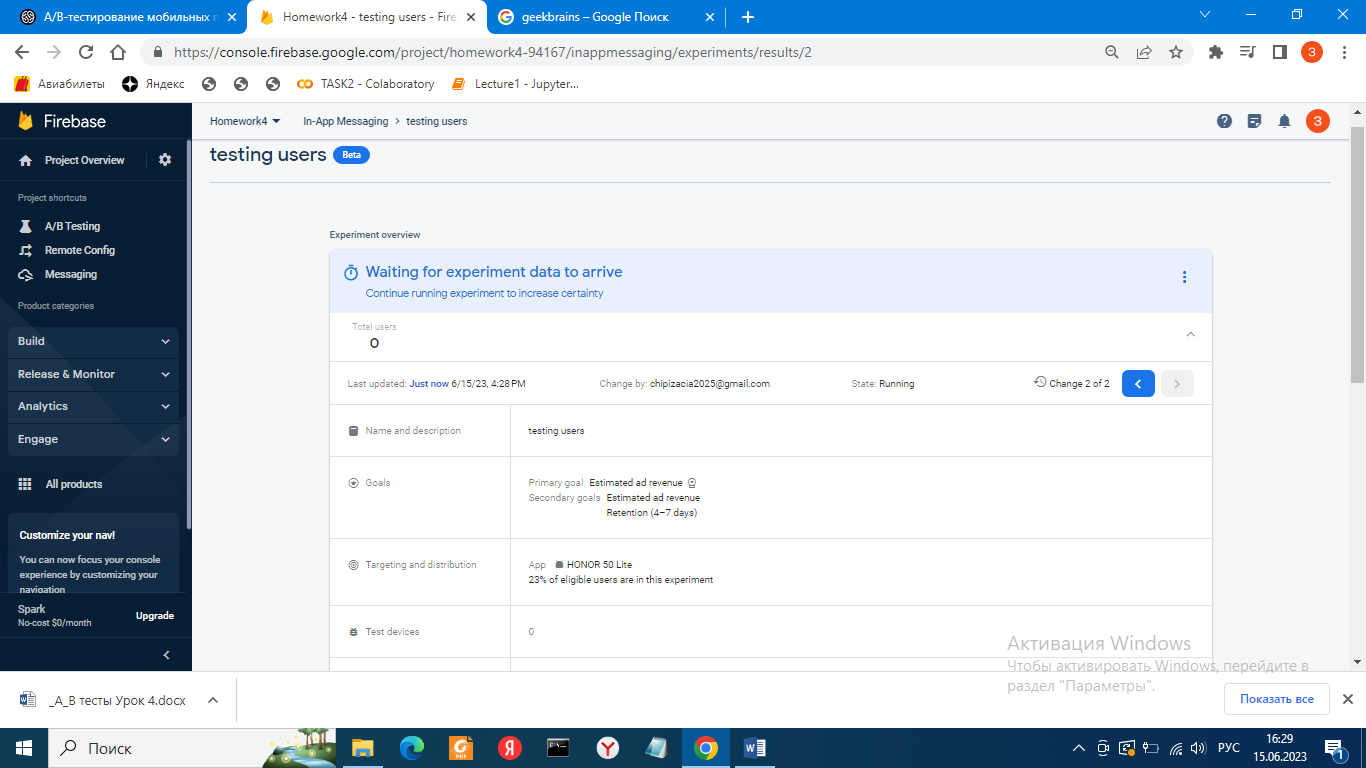 А/В-тестирование мобильных п
Homework4 - testing users - Fire
geekbrains – Google Поиск
https://console.firebase.google.com/project/homework4-94167/inappmessaging/experiments/results/2
З
Авиабилеты
Яндекс
TASK2 - Colaboratory
Lecture1 - Jupyter...
Firebase
Homework4
In-App Messaging > testing users
З
Project Overview
testing users
Beta
Project shortcuts
A/B Testing
Remote Config
Messaging
Product categories
Build
Release & Monitor
Analytics
Engage
All products
Customize your nav!
You can now focus your console
experience by customizing your
navigation
Spark
No-cost $0/month
Upgrade
Experiment overview
Waiting for experiment data to arrive
Continue running experiment to increase certainty
Total users
0
Last updated: Just now 6/15/23, 4:28 PM
Change by: chipizacia2025@gmail.com
State: Running
Change 2 of 2
Name and description
testing users
Goals
Primary goal Estimated ad revenue
Secondary goals Estimated ad revenue
Retention (4–7 days)
Targeting and distribution
App HONOR 50 Lite
23% of eligible users are in this experiment
Test devices
0
Активация Windows
Чтобы активировать Windows, перейдите в
раздел "Параметры".
_A_B тесты Урок 4.docx
Показать все
Поиск
PDF
РУС
16:29
15.06.2023
1